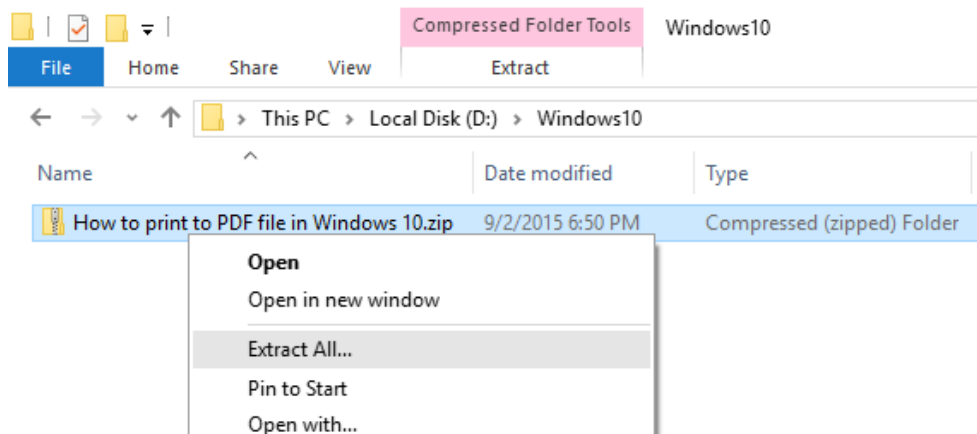 Compressed Folder Tools Windows10
File Home Share View Extract
This PC Local Disk (D:) Windows10
Name Date modified Type
How to print to PDF file in Windows 10.zip 9/2/2015 6:50 PM Compressed (zipped) Folder
Open
Open in new window
Extract All...
Pin to Start
Open with...